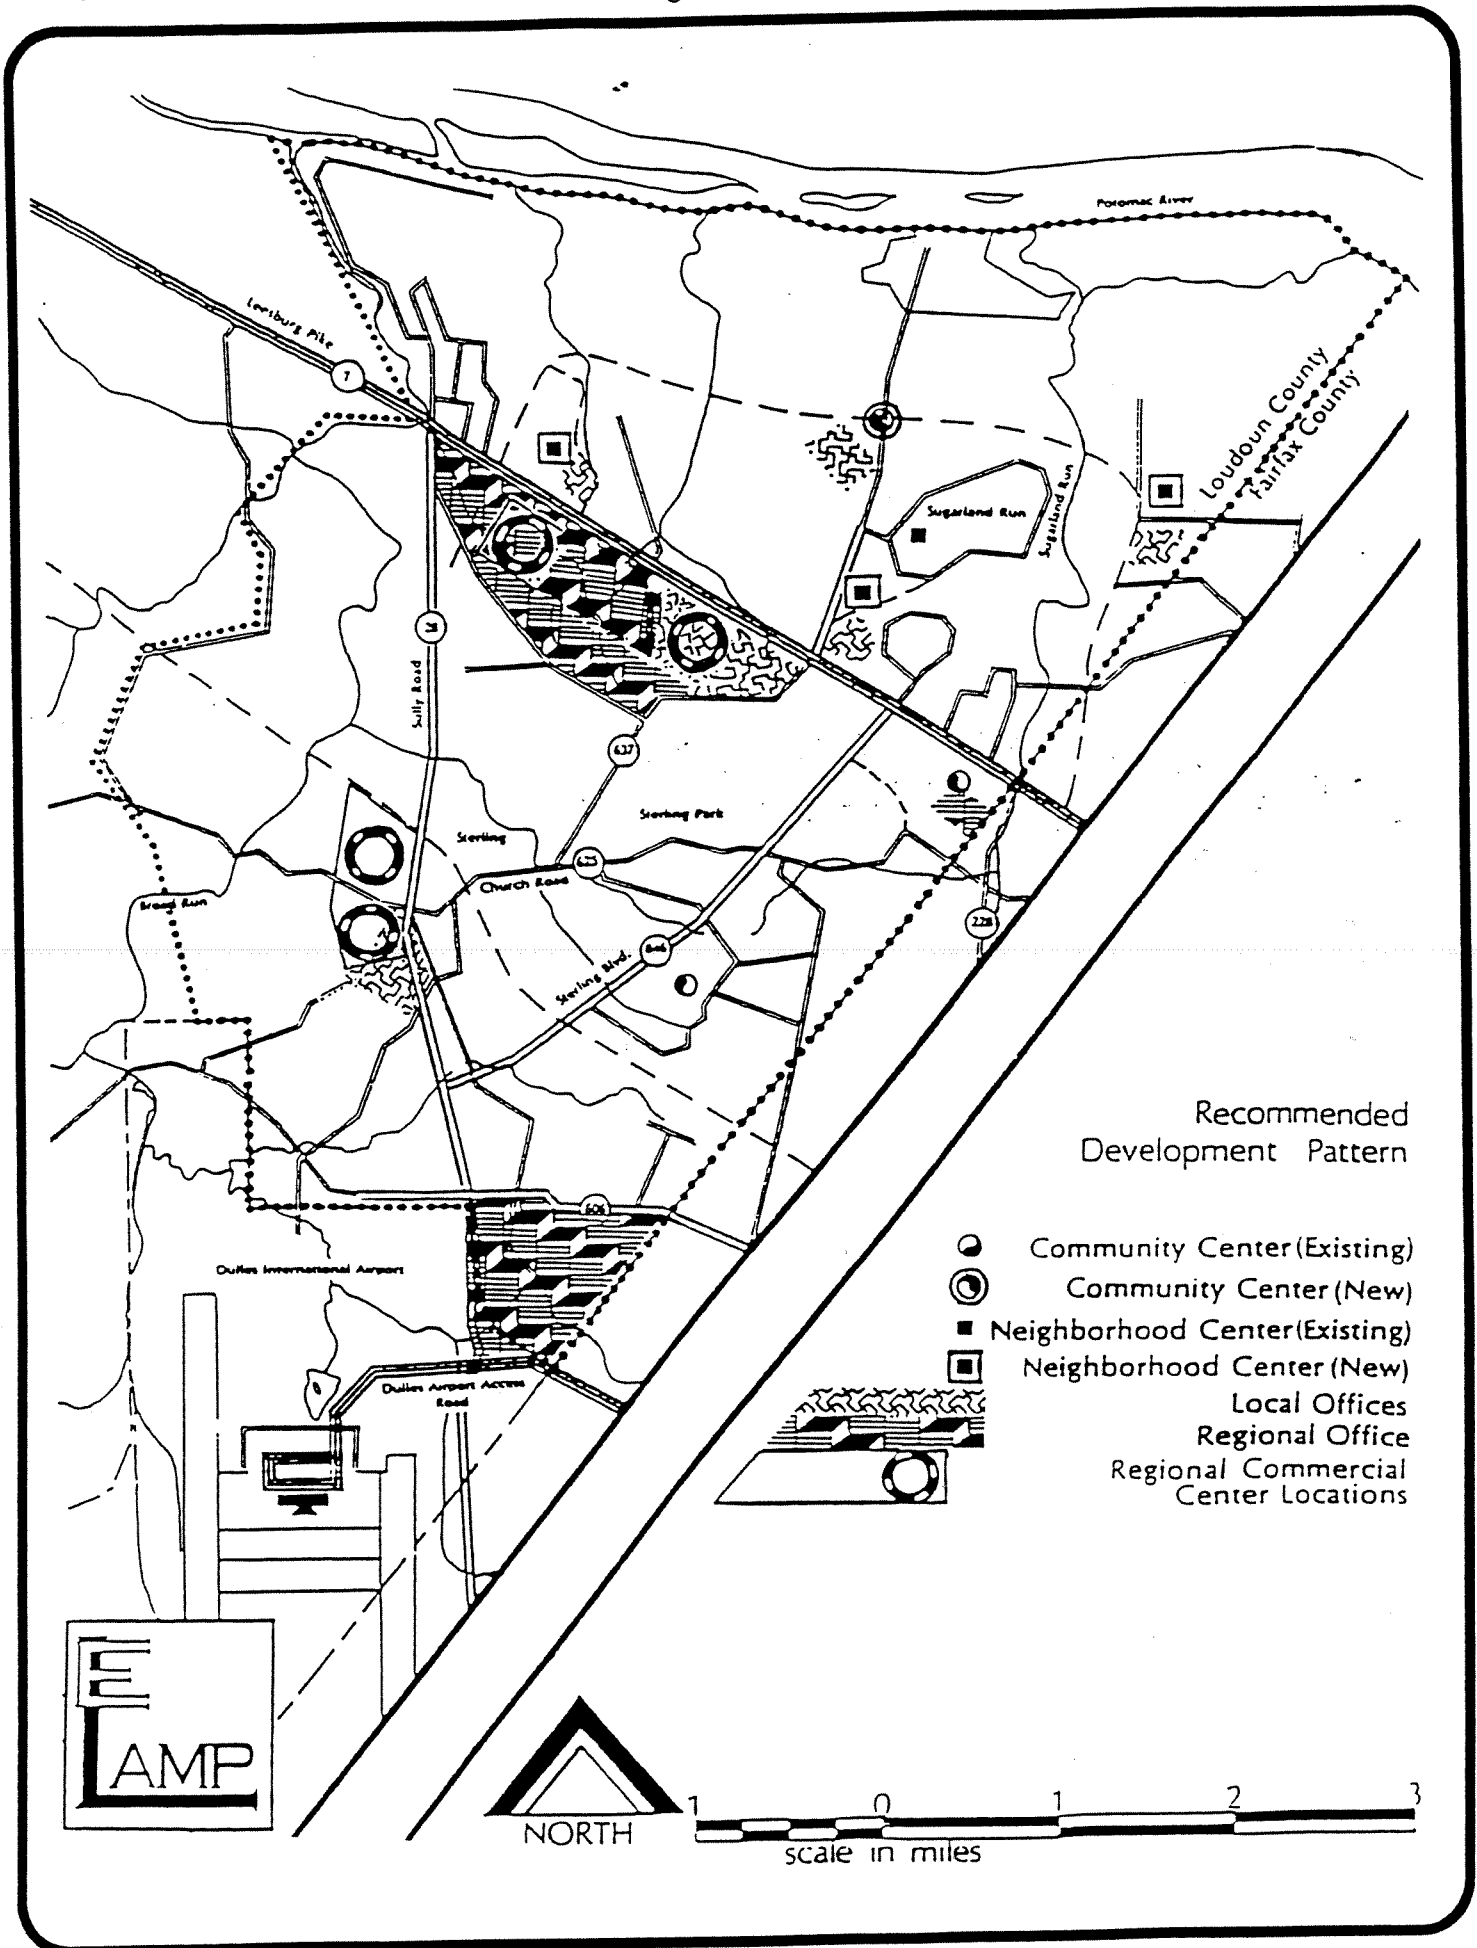 Potomac River
Leesburg Pike
7
Loudoun County
Fairfax County
Sugarland Run
Sugarland Run
Sully Road
637
Sterling Park
Sterling
625
Church Road
Broad Run
228
846
Sterling Blvd.
606
Dulles International Airport
Dulles Airport Access
Road
Recommended
Development Pattern
Community Center (Existing)
Community Center (New)
Neighborhood Center (Existing)
Neighborhood Center (New)
Local Offices
Regional Office
Regional Commercial
Center Locations
E
LAMP
NORTH
1 0 1 2 3
scale in miles